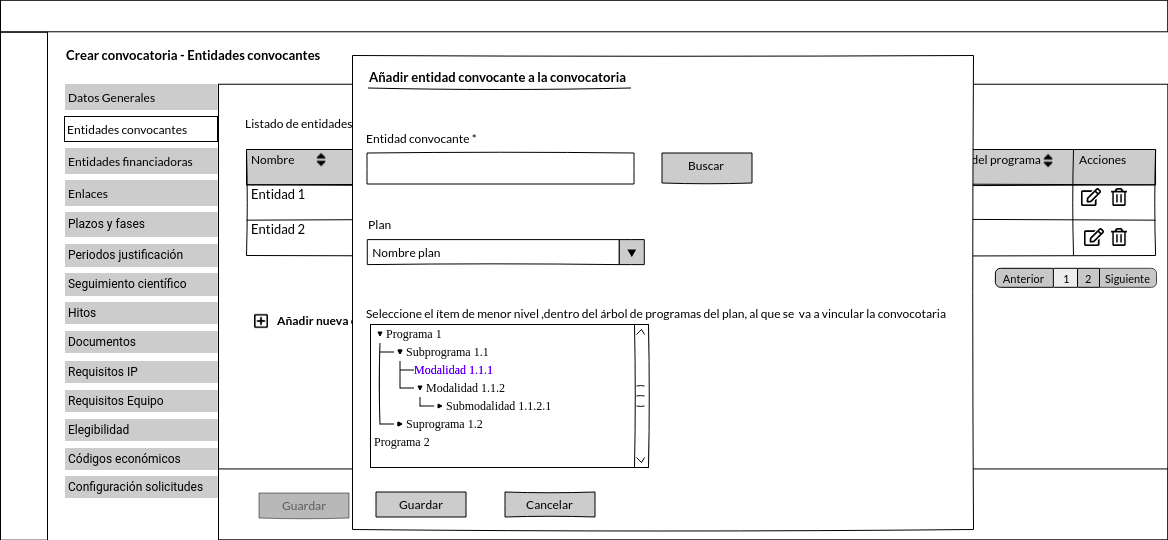 Crear convocatoria - Entidades convocantes
Datos Generales
Entidades convocantes
Entidades financiadoras
Enlaces
Plazos y fases
Periodos justificación
Seguimiento científico
Hitos
Documentos
Requisitos IP
Requisitos Equipo
Elegibilidad
Códigos económicos
Configuración solicitudes
Listado de entidades
Nombre
del programa
Acciones
Entidad 1
Entidad 2
Anterior 1 2 Siguiente
Añadir nueva
Guardar
Añadir entidad convocante a la convocatoria
Entidad convocante *
Buscar
Plan
Nombre plan
Seleccione el ítem de menor nivel ,dentro del árbol de programas del plan, al que se va a vincular la convocotaria
Programa 1
Subprograma 1.1
Modalidad 1.1.1
Modalidad 1.1.2
Submodalidad 1.1.2.1
Suprograma 1.2
Programa 2
Guardar
Cancelar